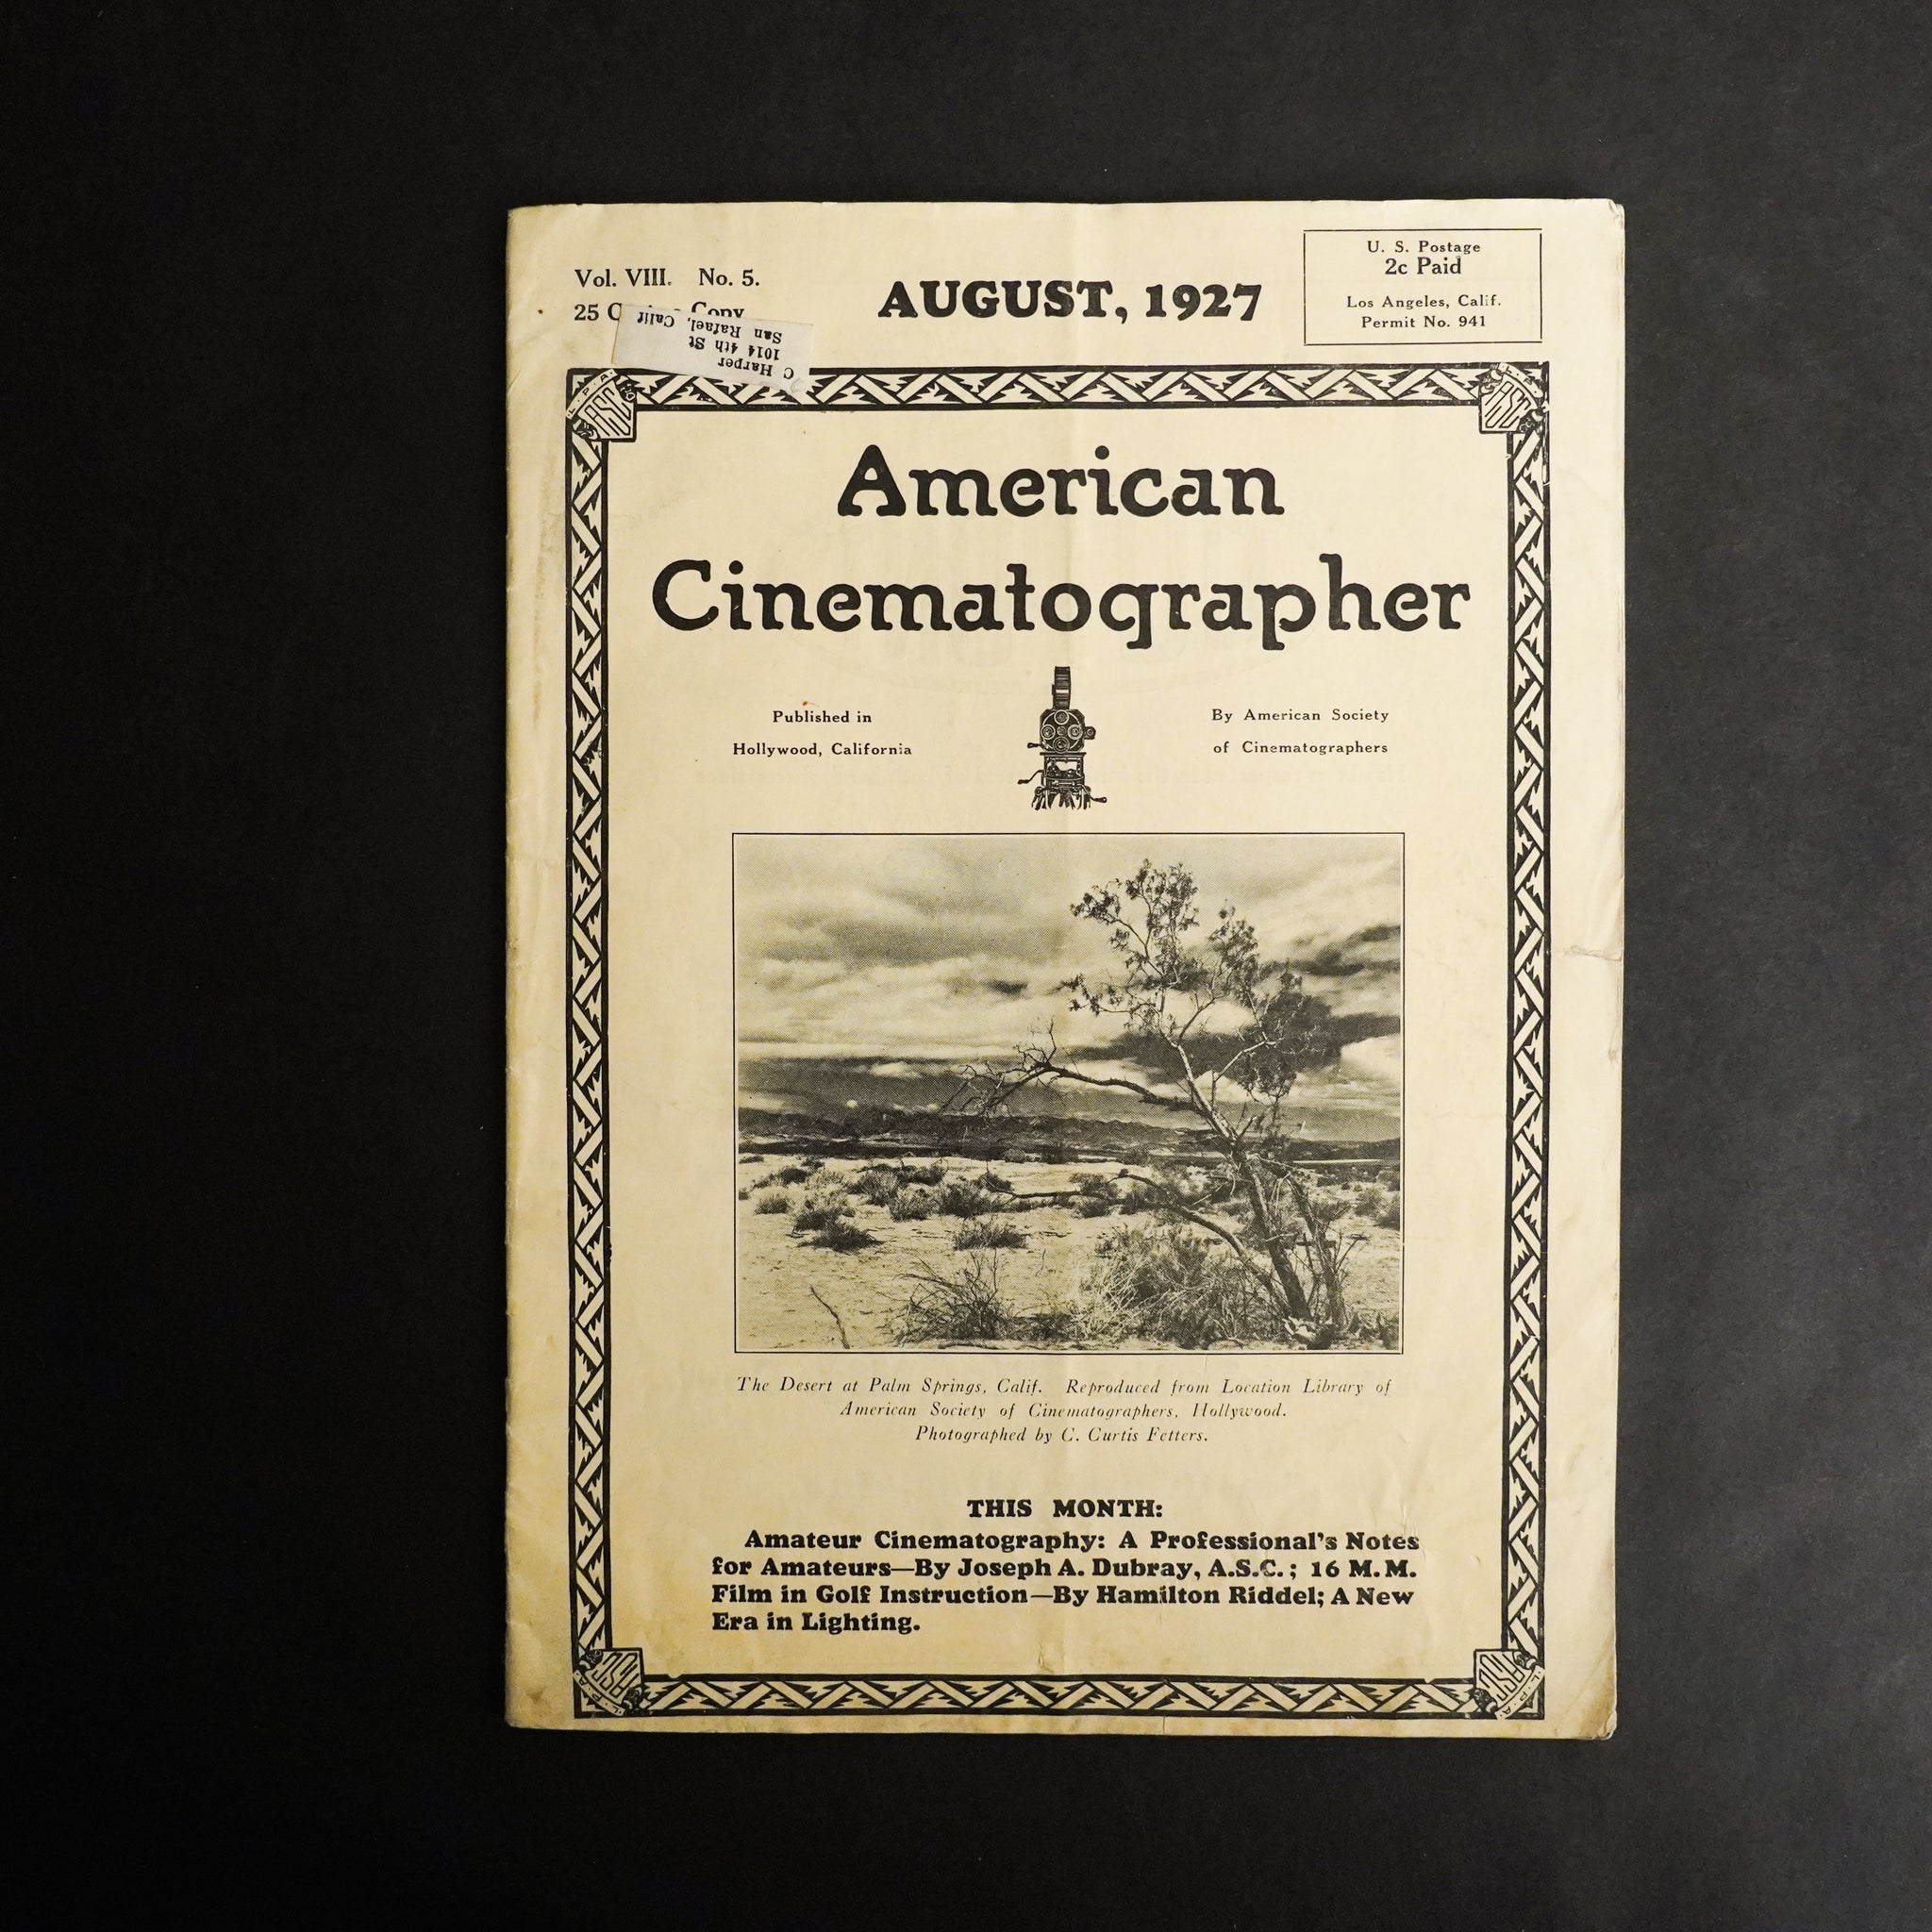 Vol. VIII. No. 5.
25 Copy
AUGUST, 1927
U. S. Postage
2c Paid
Los Angeles, Calif.
Permit No. 941
C Harper
1014 4th St
San Rafael, Calif
American
Cinematographer
Published in
Hollywood, California
By American Society
of Cinematographers
The Desert at Palm Springs, Calif. Reproduced from Location Library of
American Society of Cinematographers, Hollywood.
Photographed by C. Curtis Fetters.
THIS MONTH:
Amateur Cinematography: A Professional's Notes
for Amateurs—By Joseph A. Dubray, A.S.C.; 16 M.M.
Film in Golf Instruction—By Hamilton Riddel; A New
Era in Lighting.